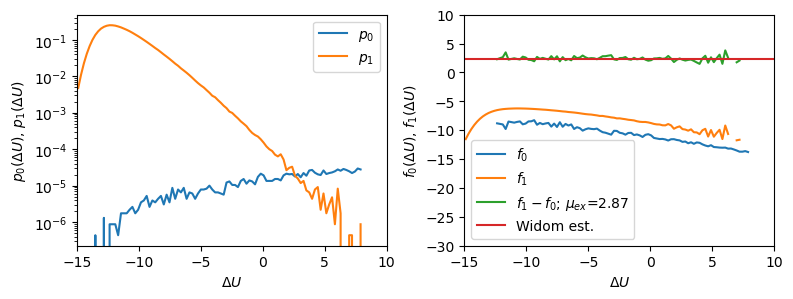 p₀(ΔU), p₁(ΔU)
10⁻¹
10⁻²
10⁻³
10⁻⁴
10⁻⁵
10⁻⁶
−15 −10 −5 0 5 10
ΔU
p₀
p₁
f₀(ΔU), f₁(ΔU)
10
5
0
−5
−10
−15
−20
−25
−30
−15 −10 −5 0 5 10
ΔU
f₀
f₁
f₁ − f₀; μₑₓ=2.87
Widom est.